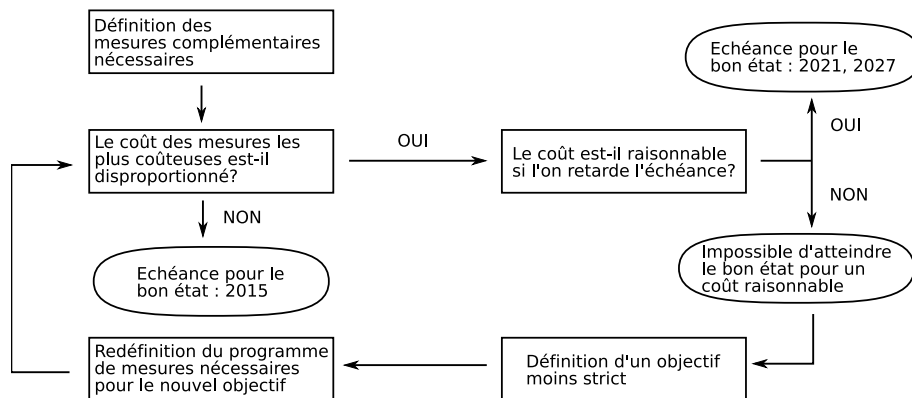 Définition des
mesures complémentaires
nécessaires
Echéance pour le
bon état : 2021, 2027
Le coût des mesures les
plus coûteuses est-il
disproportionné?
OUI
Le coût est-il raisonnable
si l'on retarde l'échéance?
OUI
NON
NON
Echéance pour le
bon état : 2015
Impossible d'atteindre
le bon état pour un
coût raisonnable
Redéfinition du programme
de mesures nécessaires
pour le nouvel objectif
Définition d'un objectif
moins strict